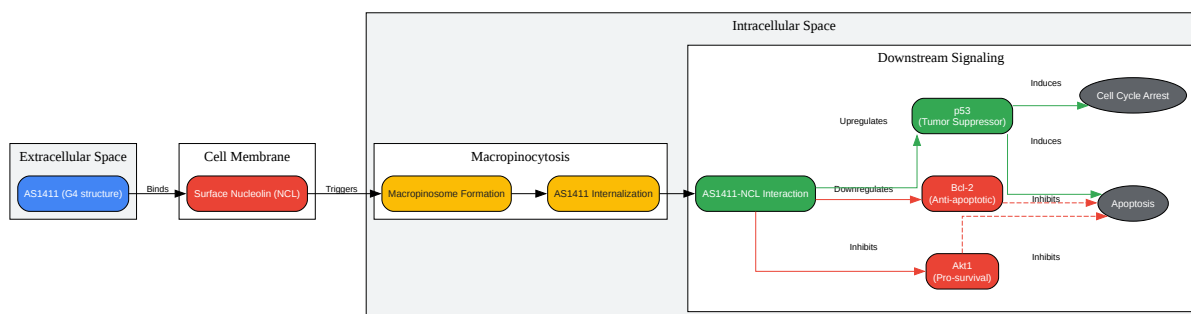 Intracellular Space
Downstream Signaling
Extracellular Space
AS1411 (G4 structure)
Binds
Cell Membrane
Surface Nucleolin (NCL)
Triggers
Macropinocytosis
Macropinosome Formation
AS1411 Internalization
AS1411-NCL Interaction
Upregulates
Downregulates
Inhibits
p53
(Tumor Suppressor)
Bcl-2
(Anti-apoptotic)
Akt1
(Pro-survival)
Induces
Induces
Inhibits
Inhibits
Cell Cycle Arrest
Apoptosis